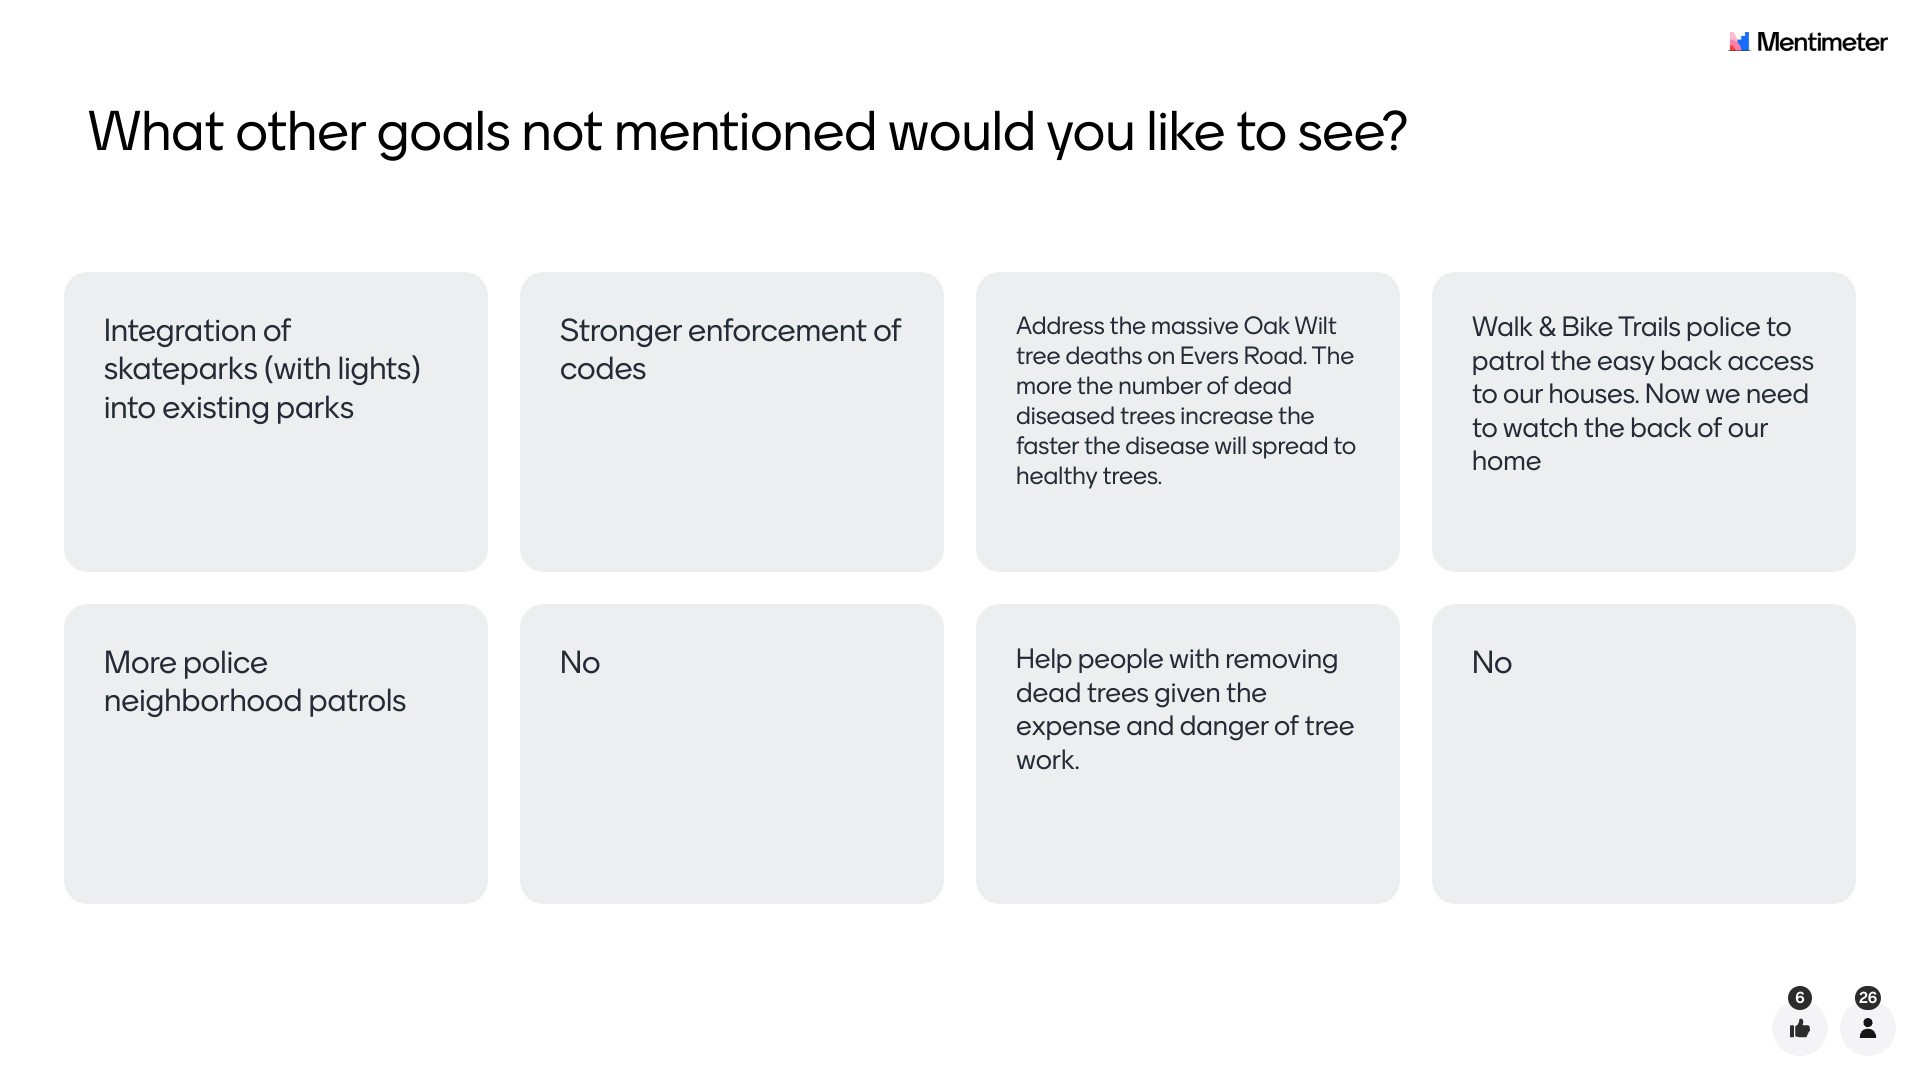 Mentimeter
What other goals not mentioned would you like to see?
Integration of
skateparks (with lights)
into existing parks
Stronger enforcement of
codes
Address the massive Oak Wilt
tree deaths on Evers Road. The
more the number of dead
diseased trees increase the
faster the disease will spread to
healthy trees.
Walk & Bike Trails police to
patrol the easy back access
to our houses. Now we need
to watch the back of our
home
More police
neighborhood patrols
No
Help people with removing
dead trees given the
expense and danger of tree
work.
No
6
26